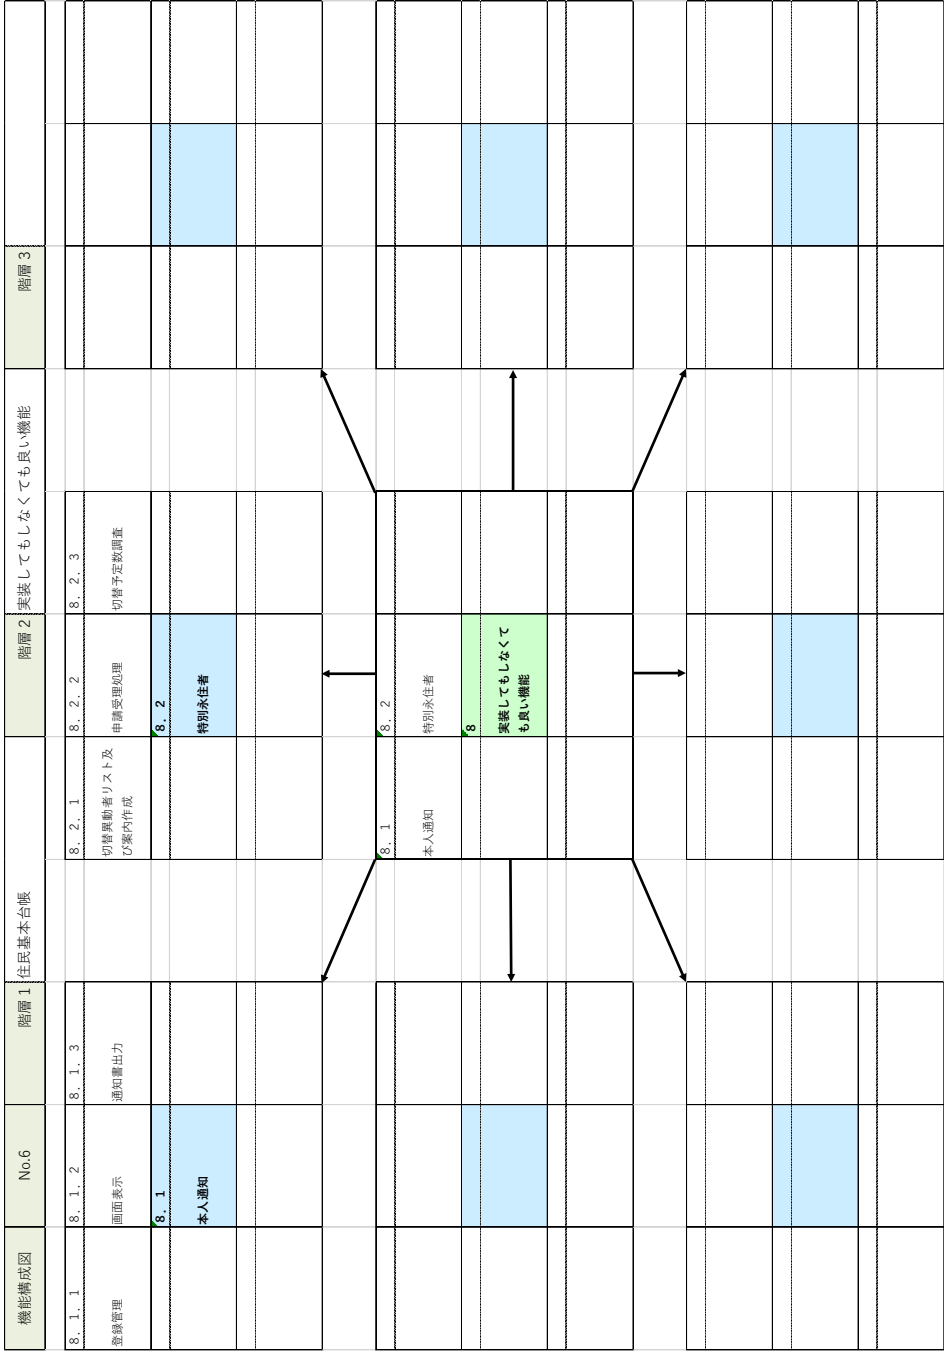 機能構成図 No.6 階層1 住民基本台帳 階層2 実装してもしなくても良い機能 階層3
8．1．1 8．1．2 8．1．3 8．2．1 8．2．2 8．2．3
登録管理 画面表示 通知書出力 切替異動者リスト及 申請受理処理 切替予定数調査
び案内作成
8．1 8．2
本人通知 特別永住者
8．1 8．2
本人通知 特別永住者
8
実装してもしなくて
も良い機能